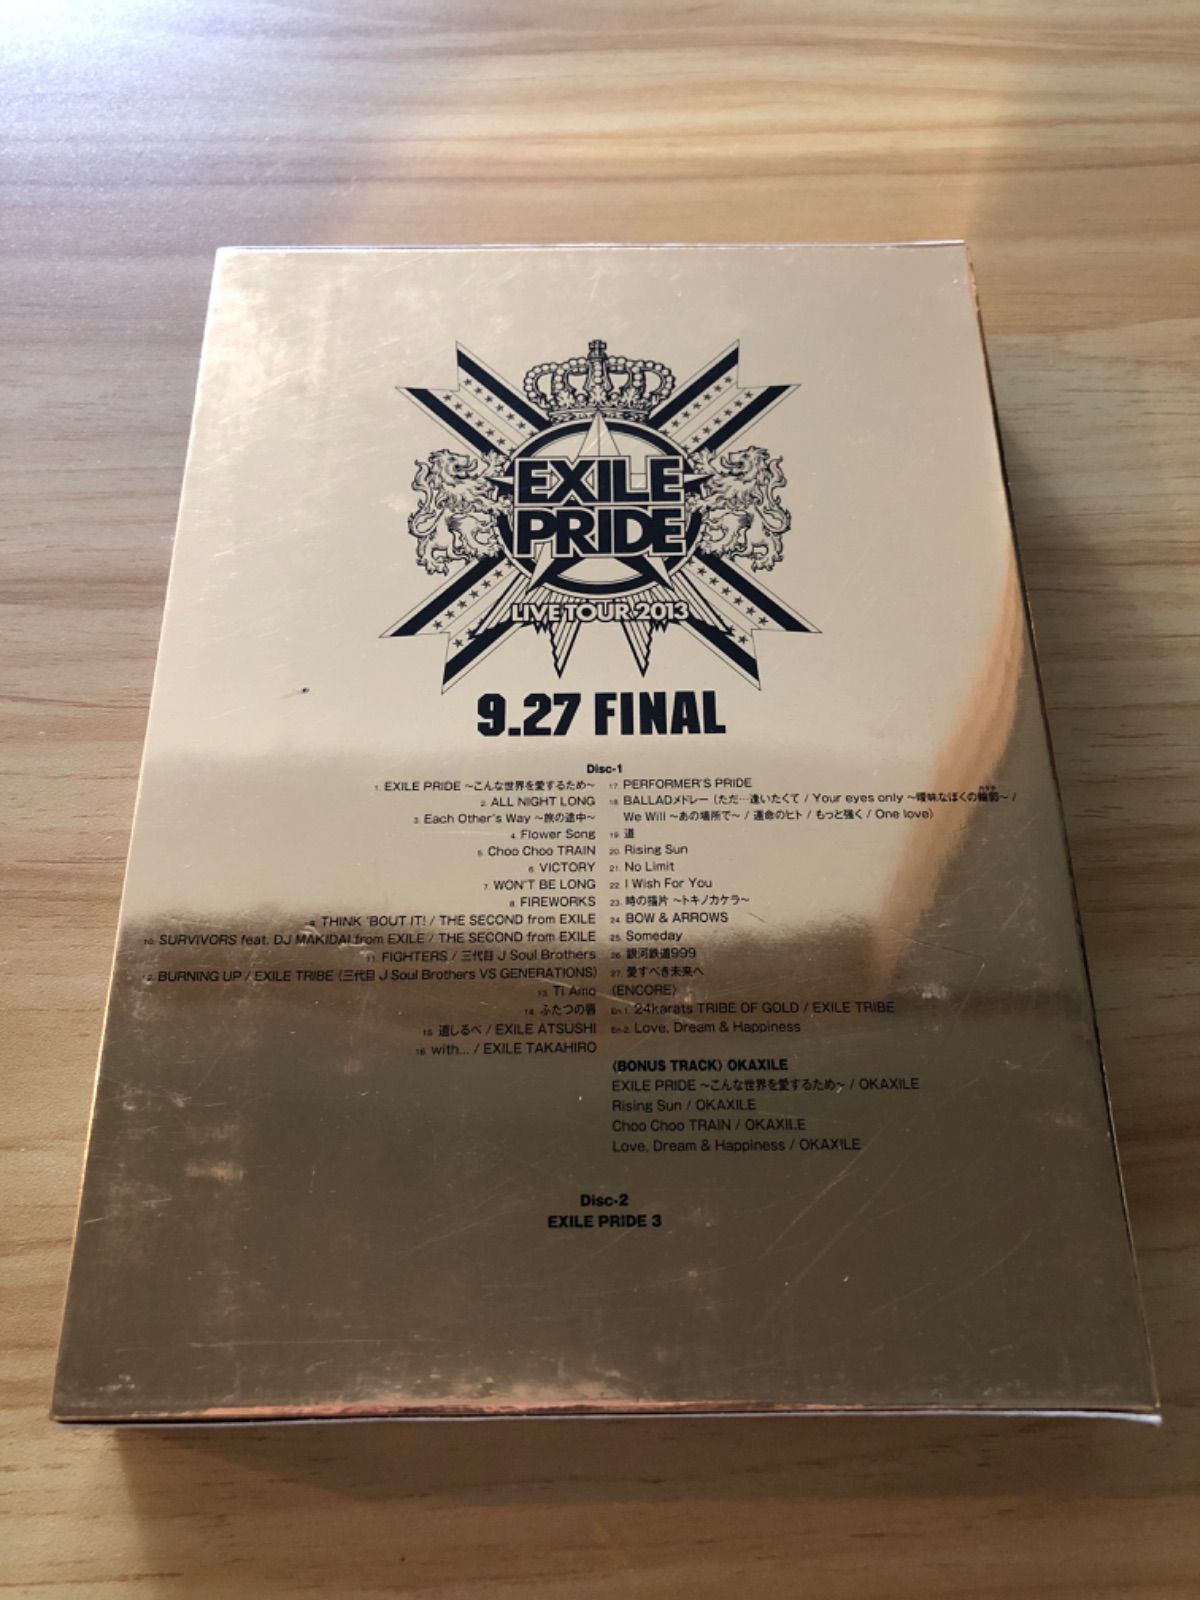 EXILE
PRIDE
LIVE TOUR 2013
9.27 FINAL
Disc-1
1. EXILE PRIDE ～こんな世界を愛するため～
2. ALL NIGHT LONG
3. Each Other's Way ～旅の途中～
4. Flower Song
5. Choo Choo TRAIN
6. VICTORY
7. WON'T BE LONG
8. FIREWORKS
9. THINK 'BOUT IT! / THE SECOND from EXILE
10. SURVIVORS feat. DJ MAKIDAI from EXILE / THE SECOND from EXILE
11. FIGHTERS / 三代目 J Soul Brothers
12. BURNING UP / EXILE TRIBE (三代目 J Soul Brothers VS GENERATIONS)
13. Ti Amo
14. ふたつの唇
15. 道しるべ / EXILE ATSUSHI
16. with... / EXILE TAKAHIRO
17. PERFORMER'S PRIDE
18. BALLADメドレー (ただ…逢いたくて / Your eyes only ～曖昧なぼくの輪郭～ /
We Will ～あの場所で～ / 運命のヒト / もっと強く / One love)
19. 道
20. Rising Sun
21. No Limit
22. I Wish For You
23. 時の描片 ～トキノカケラ～
24. BOW & ARROWS
25. Someday
26. 銀河鉄道999
27. 愛すべき未来へ
〈ENCORE〉
En-1. 24karats TRIBE OF GOLD / EXILE TRIBE
En-2. Love, Dream & Happiness
〈BONUS TRACK〉 OKAXILE
EXILE PRIDE ～こんな世界を愛するため～ / OKAXILE
Rising Sun / OKAXILE
Choo Choo TRAIN / OKAXILE
Love, Dream & Happiness / OKAXILE
Disc-2
EXILE PRIDE 3